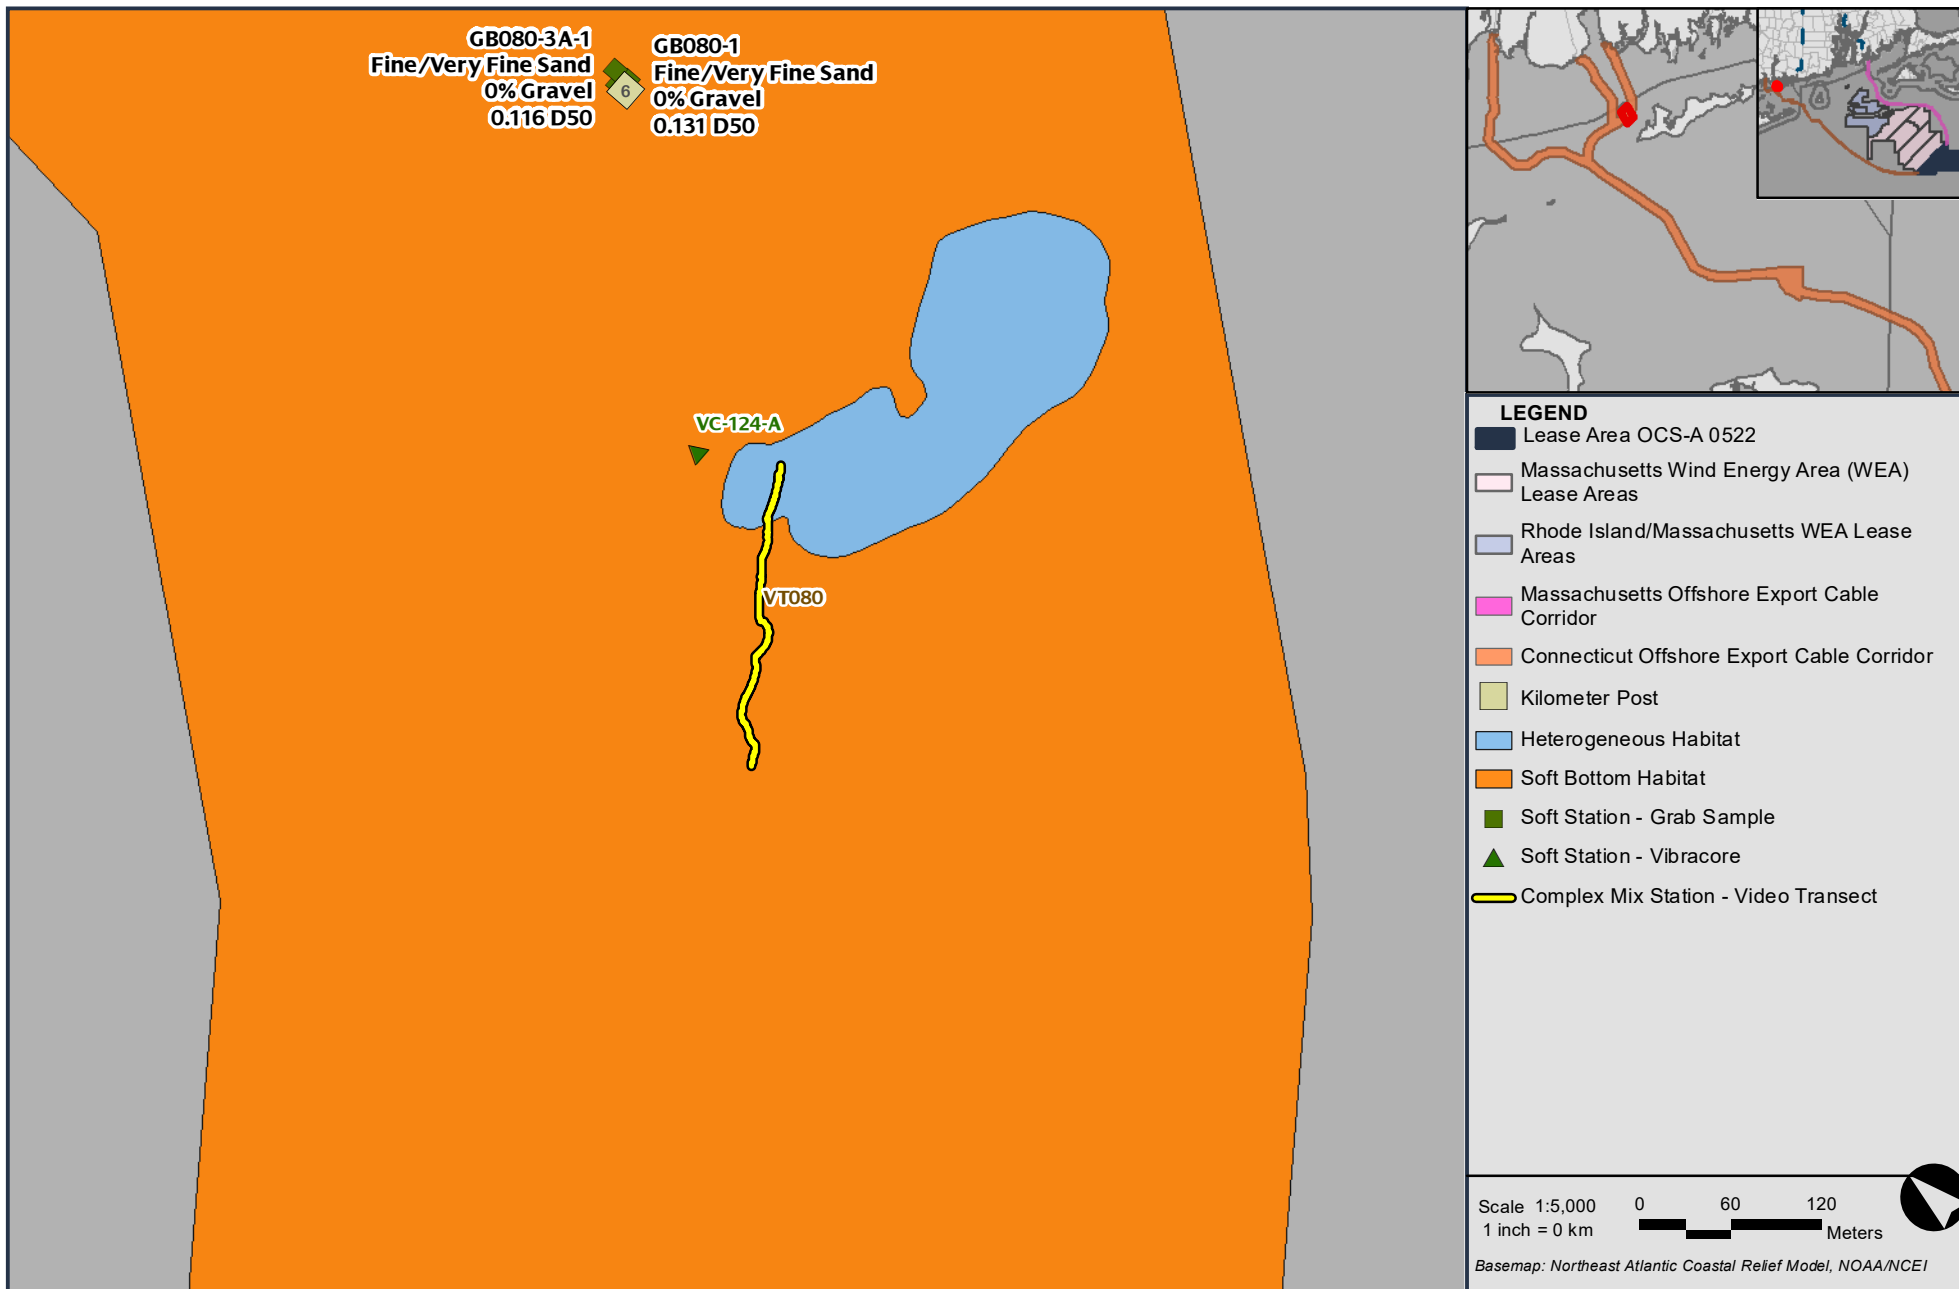 GB080-3A-1
Fine/Very Fine Sand
0% Gravel
0.116 D50
6
GB080-1
Fine/Very Fine Sand
0% Gravel
0.131 D50
VC-124-A
VT080
LEGEND
Lease Area OCS-A 0522
Massachusetts Wind Energy Area (WEA)
Lease Areas
Rhode Island/Massachusetts WEA Lease
Areas
Massachusetts Offshore Export Cable
Corridor
Connecticut Offshore Export Cable Corridor
Kilometer Post
Heterogeneous Habitat
Soft Bottom Habitat
Soft Station - Grab Sample
Soft Station - Vibracore
Complex Mix Station - Video Transect
Scale 1:5,000
1 inch = 0 km
0 60 120
Meters
Basemap: Northeast Atlantic Coastal Relief Model, NOAA/NCEI